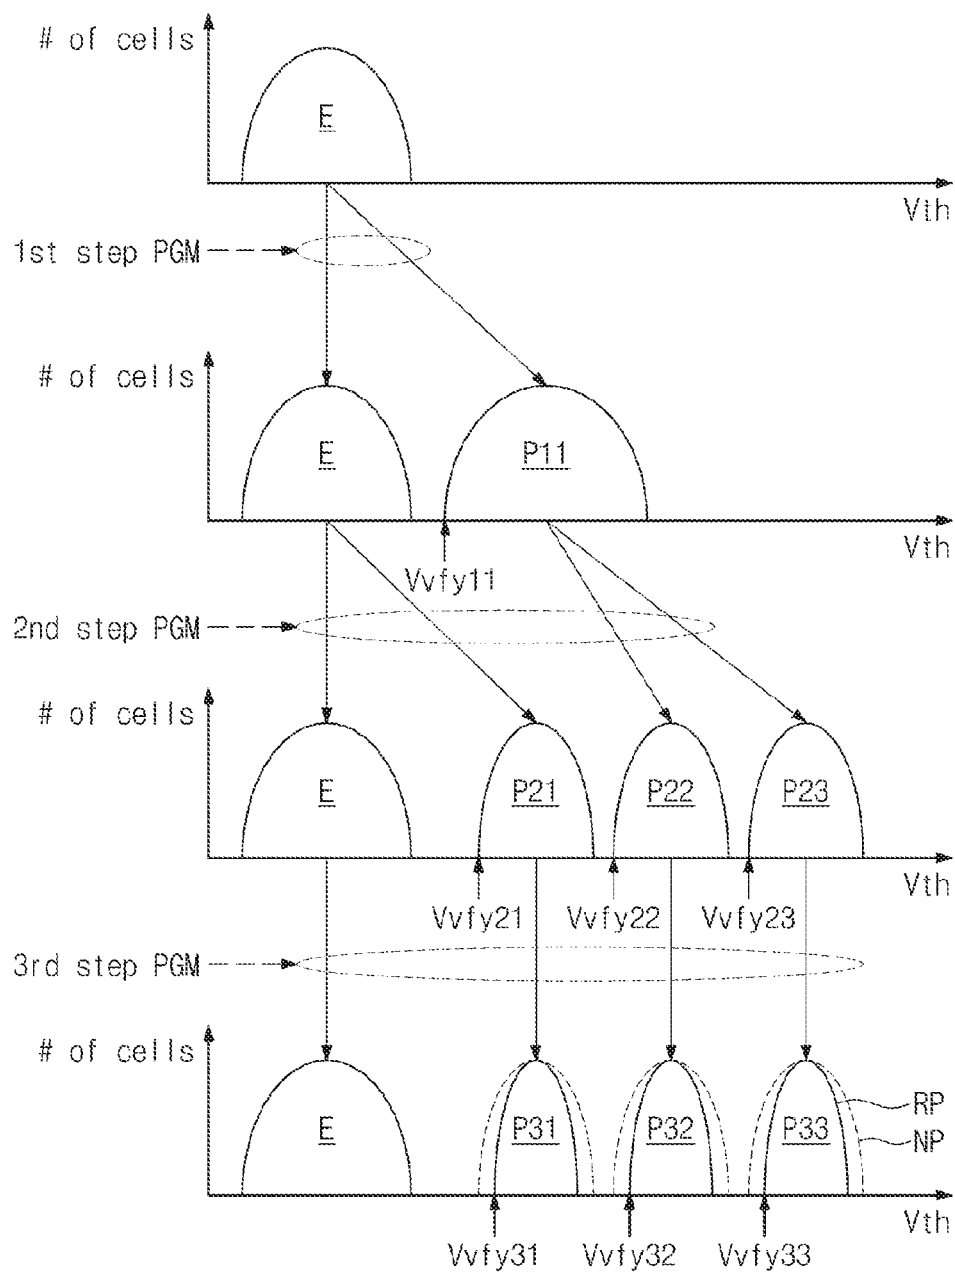 # of cells
E
Vth
1st step PGM
# of cells
E
P11
Vth
Vvfy11
2nd step PGM
# of cells
E
P21
P22
P23
Vth
Vvfy21
Vvfy22
Vvfy23
3rd step PGM
# of cells
E
P31
P32
P33
RP
NP
Vth
Vvfy31
Vvfy32
Vvfy33